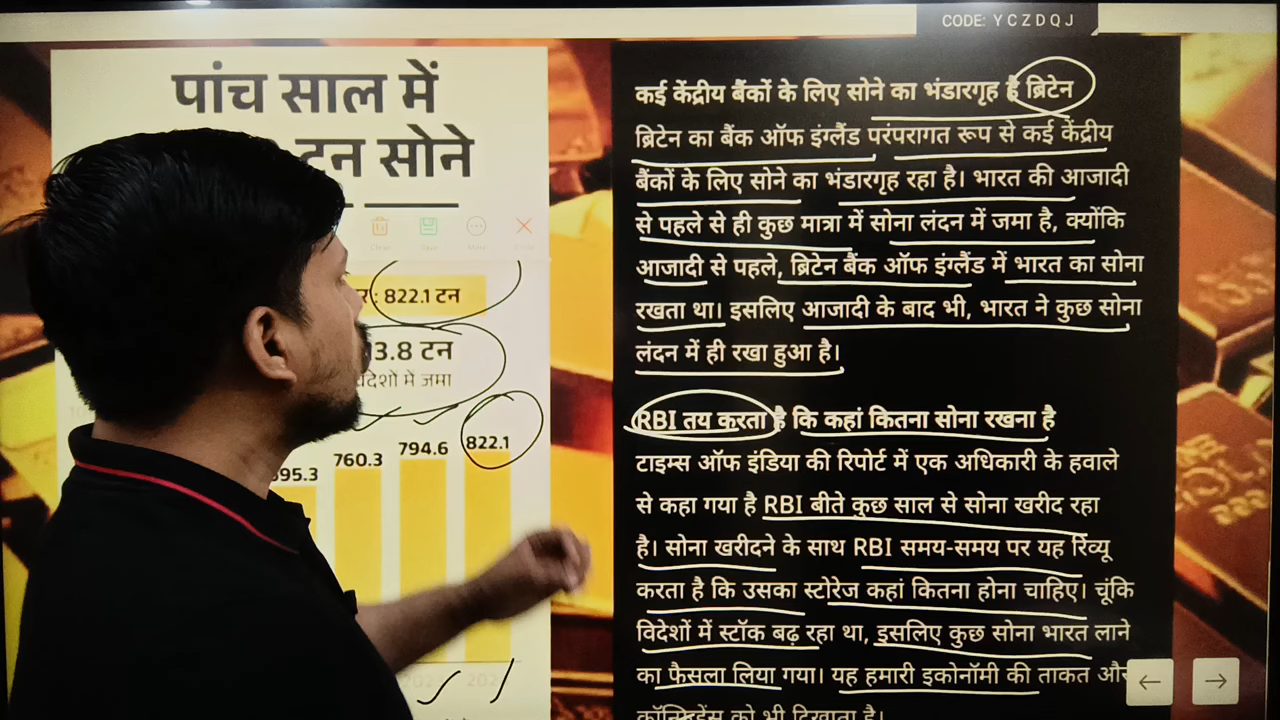 CODE: Y C Z D Q J
पांच साल में
टन सोने
: 822.1 टन
3.8 टन
में जमा
695.3
760.3
794.6
822.1
कई केंद्रीय बैंकों के लिए सोने का भंडारगृह है ब्रिटेन
ब्रिटेन का बैंक ऑफ इंग्लैंड परंपरागत रूप से कई केंद्रीय
बैंकों के लिए सोने का भंडारगृह रहा है। भारत की आजादी
से पहले से ही कुछ मात्रा में सोना लंदन में जमा है, क्योंकि
आजादी से पहले, ब्रिटेन बैंक ऑफ इंग्लैंड में भारत का सोना
रखता था। इसलिए आजादी के बाद भी, भारत ने कुछ सोना
लंदन में ही रखा हुआ है।
RBI तय करता है कि कहां कितना सोना रखना है
टाइम्स ऑफ इंडिया की रिपोर्ट में एक अधिकारी के हवाले
से कहा गया है RBI बीते कुछ साल से सोना खरीद रहा
है। सोना खरीदने के साथ RBI समय-समय पर यह रिव्यू
करता है कि उसका स्टोरेज कहां कितना होना चाहिए। चूंकि
विदेशों में स्टॉक बढ़ रहा था, इसलिए कुछ सोना भारत लाने
का फैसला लिया गया। यह हमारी इकोनॉमी की ताकत और
को भी दिखाता है।